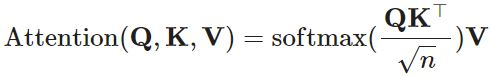 Attention(Q, K, V) = softmax(QK⊤/√n)V